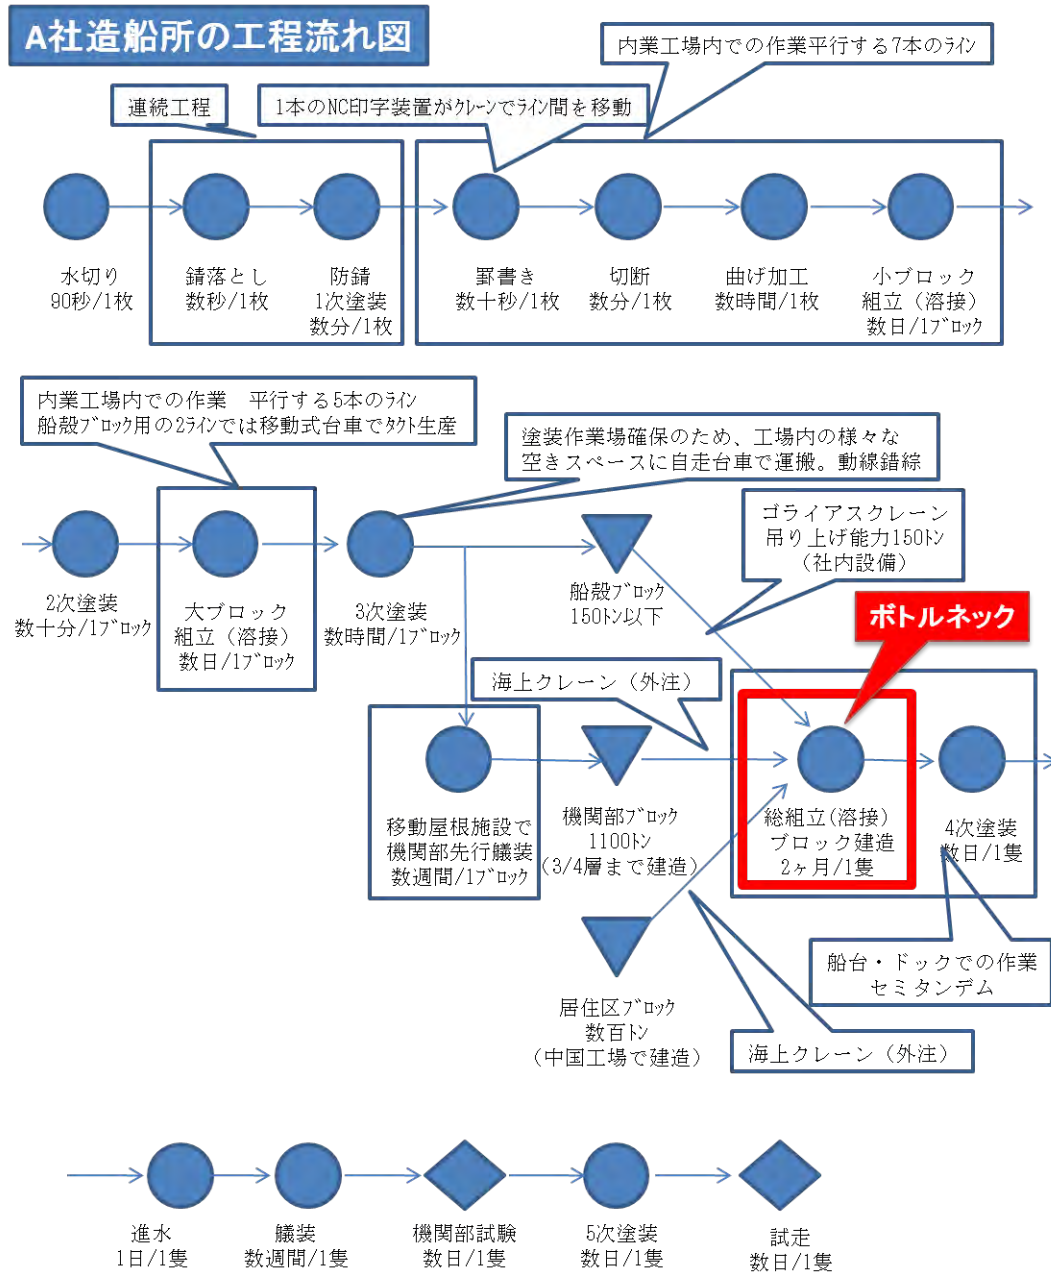 A社造船所の工程流れ図
内業工場内での作業平行する7本のライン
連続工程
1本のNC印字装置がクレーンでライン間を移動
水切り
90秒/1枚
錆落とし
数秒/1枚
防錆
1次塗装
数分/1枚
罫書き
数十秒/1枚
切断
数分/1枚
曲げ加工
数時間/1枚
小ブロック
組立（溶接）
数日/1ブロック
内業工場内での作業　平行する5本のライン
船殻ブロック用の2ラインでは移動式台車でタクト生産
塗装作業場確保のため、工場内の様々な
空きスペースに自走台車で運搬。動線錯綜
ゴライアスクレーン
吊り上げ能力150トン
（社内設備）
2次塗装
数十分/1ブロック
大ブロック
組立（溶接）
数日/1ブロック
3次塗装
数時間/1ブロック
船殻ブロック
150トン以下
ボトルネック
海上クレーン（外注）
移動屋根施設で
機関部先行艤装
数週間/1ブロック
機関部ブロック
1100トン
(3/4層まで建造)
総組立(溶接)
ブロック建造
2ヶ月/1隻
4次塗装
数日/1隻
船台・ドックでの作業
セミタンデム
居住区ブロック
数百トン
（中国工場で建造）
海上クレーン（外注）
進水
1日/1隻
艤装
数週間/1隻
機関部試験
数日/1隻
5次塗装
数日/1隻
試走
数日/1隻